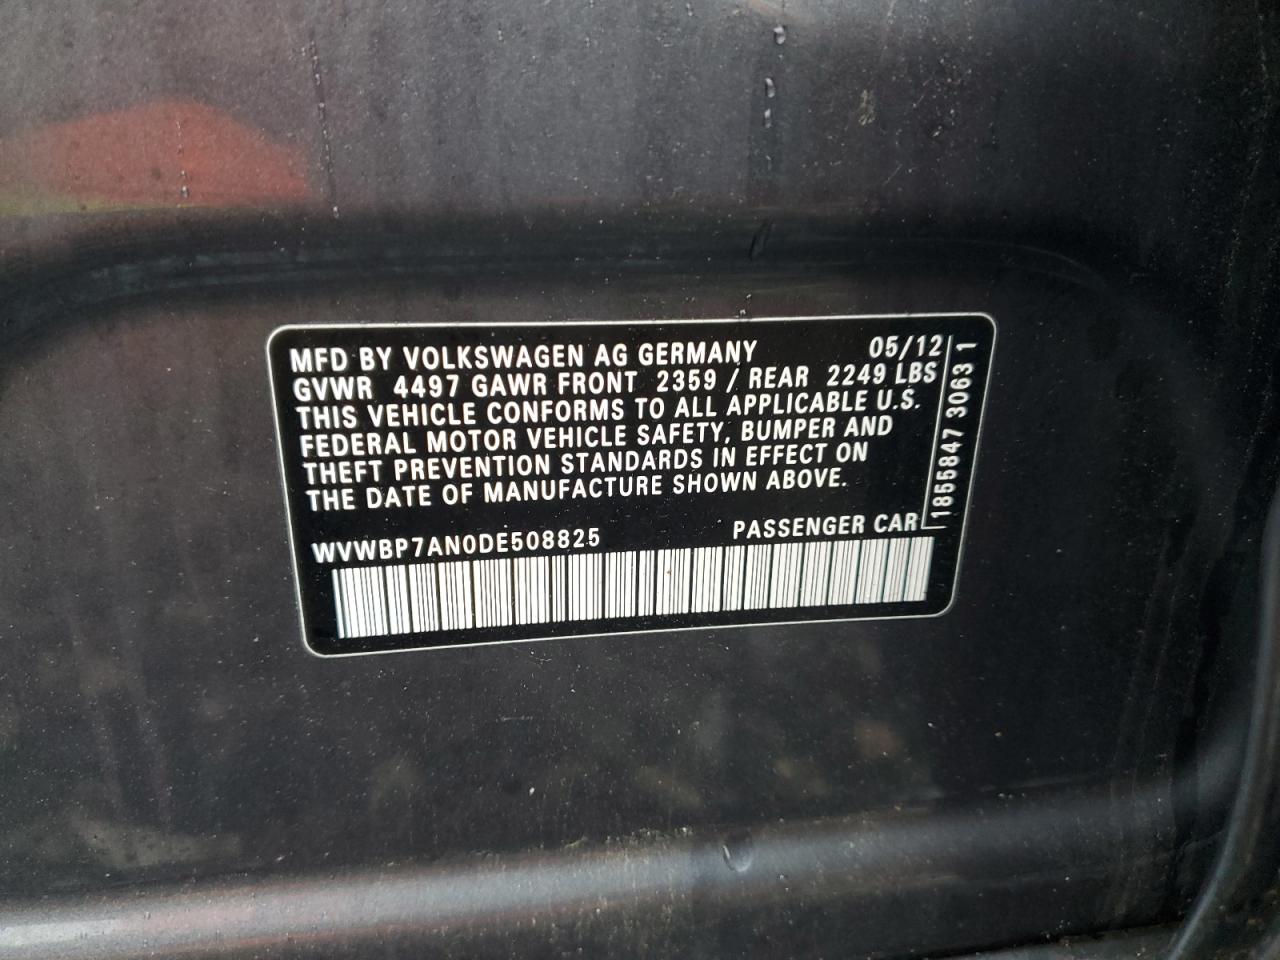 MFD BY VOLKSWAGEN AG GERMANY 05/12
GVWR 4497 GAWR FRONT 2359 / REAR 2249 LBS
THIS VEHICLE CONFORMS TO ALL APPLICABLE U.S.
FEDERAL MOTOR VEHICLE SAFETY, BUMPER AND
THEFT PREVENTION STANDARDS IN EFFECT ON
THE DATE OF MANUFACTURE SHOWN ABOVE.
WVWBP7AN0DE508825 PASSENGER CAR
1855847 3063 1